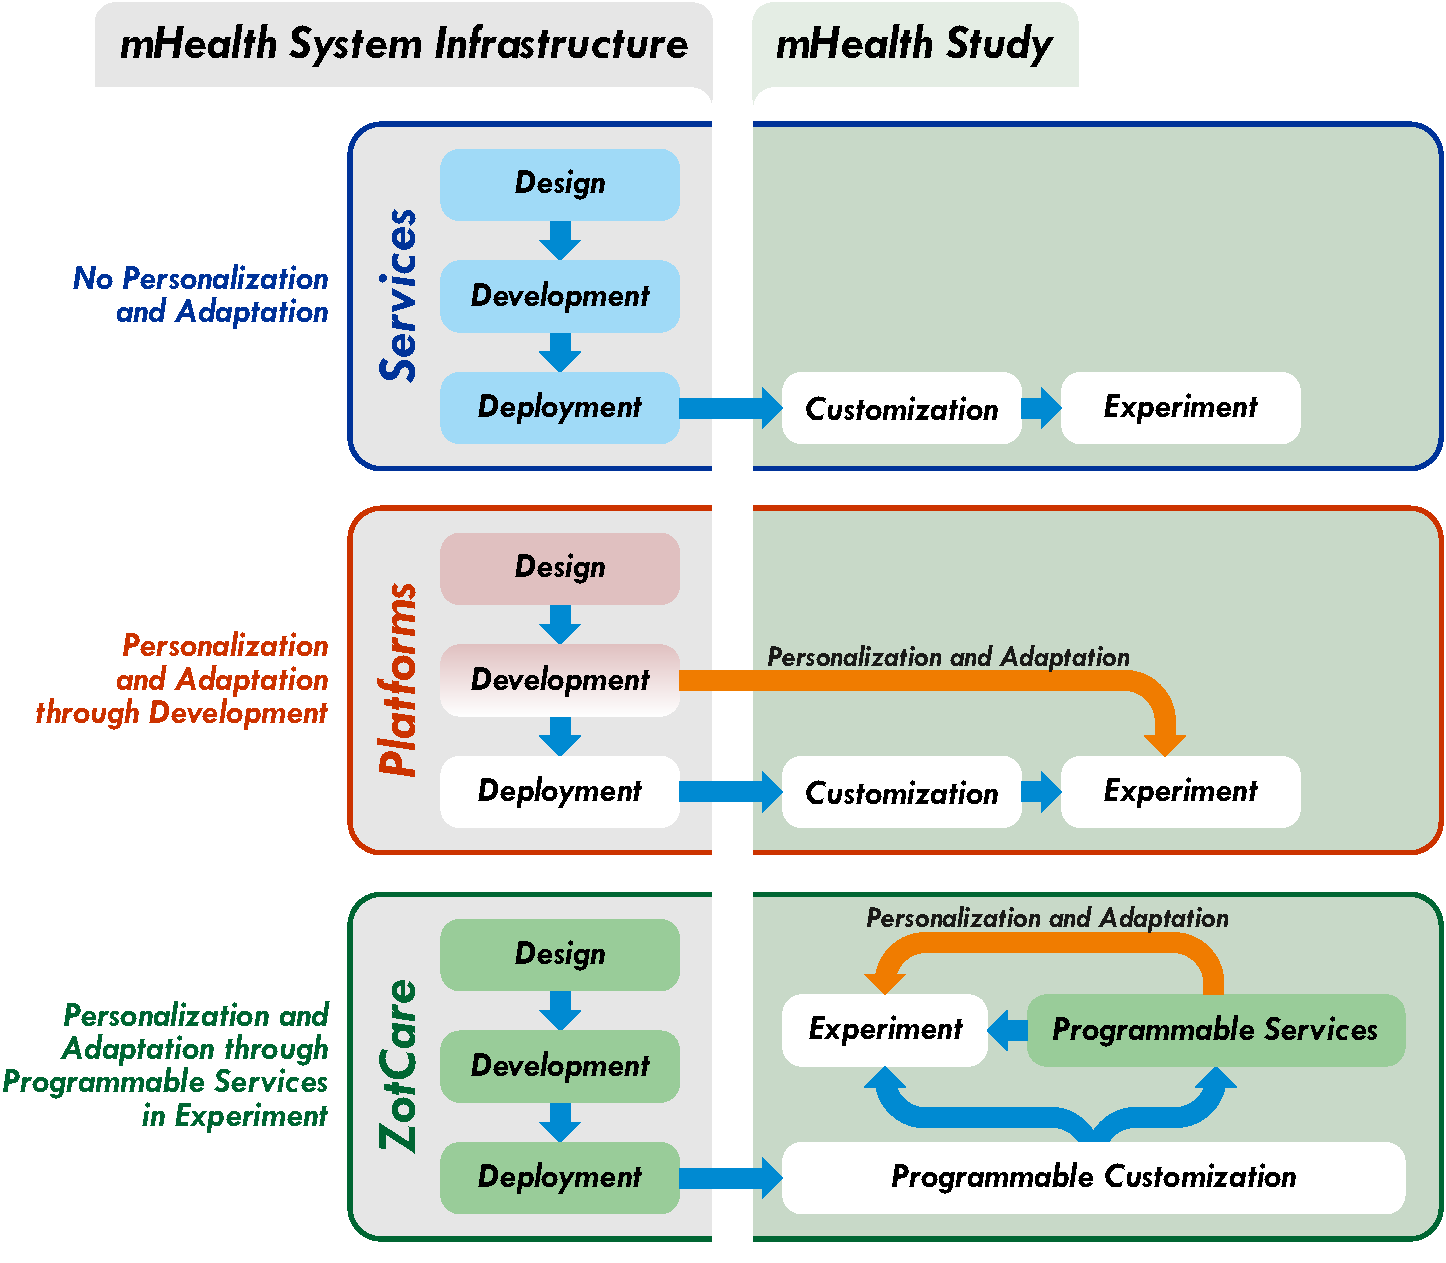 mHealth System Infrastructure
mHealth Study
No Personalization
and Adaptation
Services
Design
Development
Deployment
Customization
Experiment
Personalization
and Adaptation
through Development
Platforms
Design
Development
Personalization and Adaptation
Deployment
Customization
Experiment
Personalization and
Adaptation through
Programmable Services
in Experiment
ZotCare
Design
Development
Deployment
Personalization and Adaptation
Experiment
Programmable Services
Programmable Customization